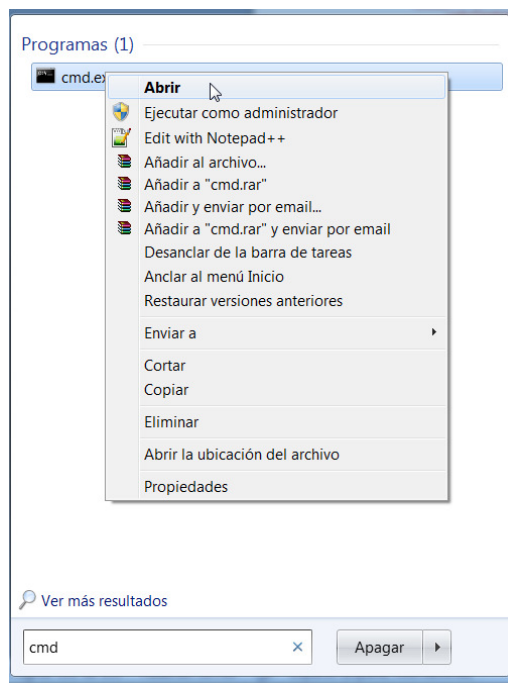 Programas (1)
cmd.ex
Abrir
Ejecutar como administrador
Edit with Notepad++
Añadir al archivo...
Añadir a "cmd.rar"
Añadir y enviar por email...
Añadir a "cmd.rar" y enviar por email
Desanclar de la barra de tareas
Anclar al menú Inicio
Restaurar versiones anteriores
Enviar a
Cortar
Copiar
Eliminar
Abrir la ubicación del archivo
Propiedades
Ver más resultados
cmd
Apagar